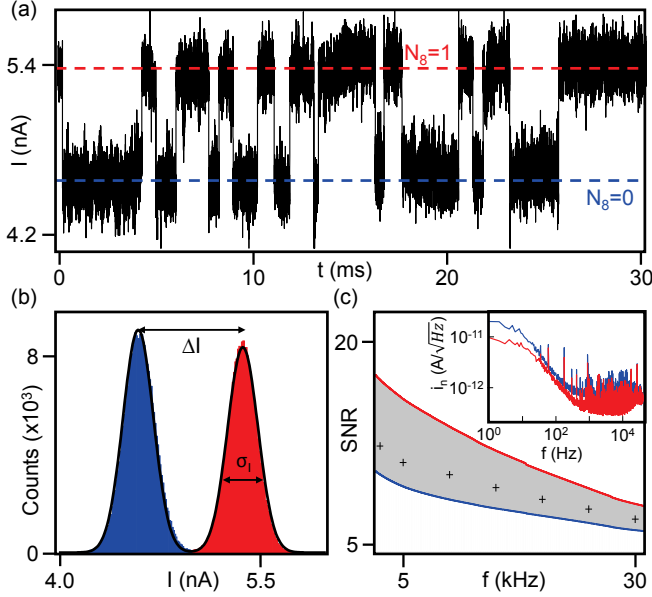 (a)
5.4
I (nA)
4.2
N₈=1
N₈=0
0
10
20
30
t (ms)
(b)
8
Counts (x10³)
0
ΔI
σ_I
4.0
5.5
I (nA)
(c)
20
SNR
5
5
30
f (kHz)
i_n (A/√Hz)
10⁻¹¹
10⁻¹²
10⁰
10²
10⁴
f (Hz)